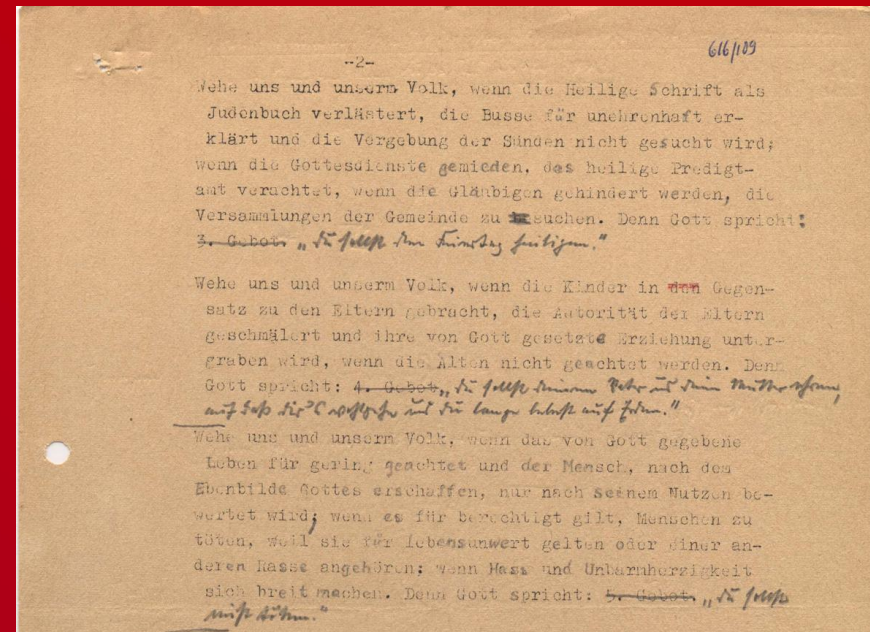 616/109
-2-
Wehe uns und unserm Volk, wenn die Heilige Schrift als
Judenbuch verlästert, die Busse für unehrenhaft er-
klärt und die Vergebung der Sünden nicht gesucht wird;
wenn die Gottesdienste gemieden, das heilige Predigt-
amt verachtet, wenn die Gläubigen gehindert werden, die
Versammlungen der Gemeinde zu besuchen. Denn Gott spricht:
3. Gebot. „Du sollst den Feiertag heiligen."
Wehe uns und unserm Volk, wenn die Kinder in den Gegen-
satz zu den Eltern gebracht, die Autorität der Eltern
geschmälert und ihre von Gott gesetzte Erziehung unter-
graben wird, wenn die Alten nicht geachtet werden. Denn
Gott spricht: 4. Gebot „Du sollst deinen Vater und deine Mutter ehren,
auf daß dir's wohlgehe und du lange lebest auf Erden."
Wehe uns und unserm Volk, wenn das von Gott gegebene
Leben für gering geachtet und der Mensch, nach dem
Ebenbilde Gottes erschaffen, nur nach seinem Nutzen be-
wertet wird; wenn es für berechtigt gilt, Menschen zu
töten, weil sie für lebensunwert gelten oder einer an-
deren Rasse angehören; wenn Hass und Unbarmherzigkeit
sich breit machen. Denn Gott spricht: 5. Gebot. „Du sollst
nicht töten."